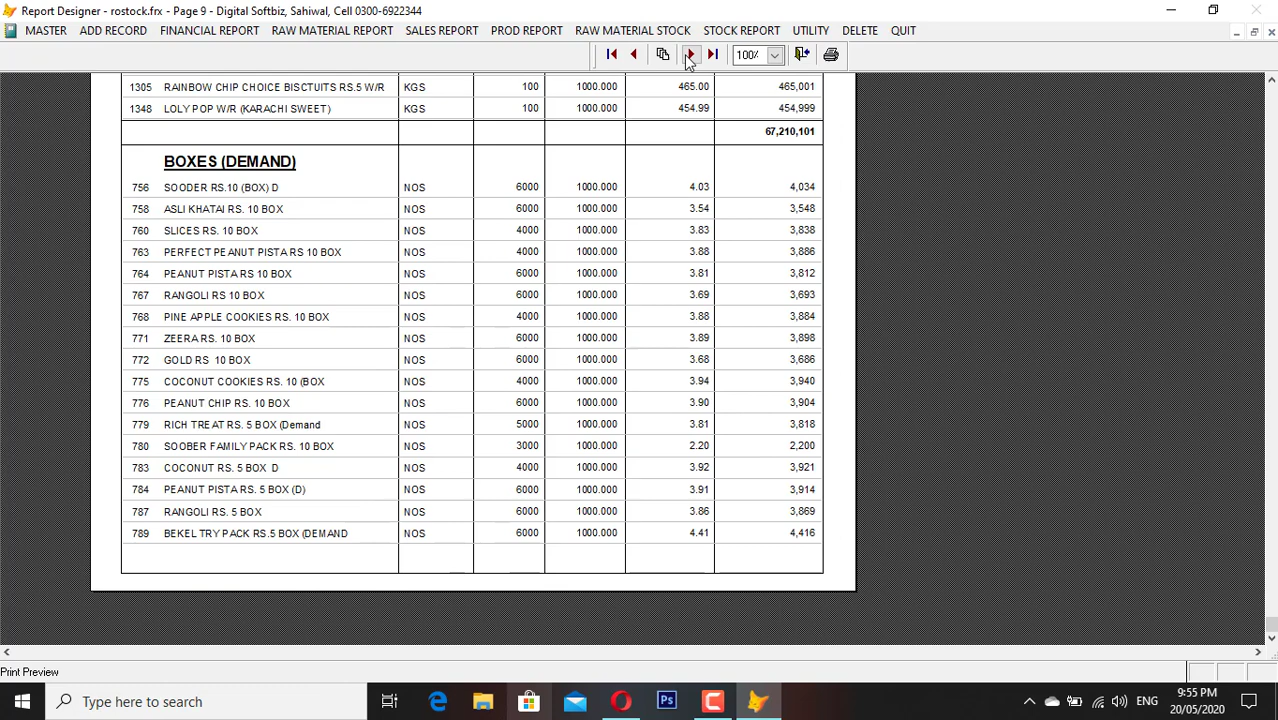 Report Designer - rostock.frx - Page 9 - Digital Softbiz, Sahiwal, Cell 0300-6922344
MASTER ADD RECORD FINANCIAL REPORT RAW MATERIAL REPORT SALES REPORT PROD REPORT RAW MATERIAL STOCK STOCK REPORT UTILITY DELETE QUIT
100%
1305 RAINBOW CHIP CHOICE BISCTUITS RS.5 W/R KGS 100 1000.000 465.00 465,001
1348 LOLY POP W/R (KARACHI SWEET) KGS 100 1000.000 454.99 454,999
67,210,101
BOXES (DEMAND)
756 SOODER RS.10 (BOX) D NOS 6000 1000.000 4.03 4,034
758 ASLI KHATAI RS. 10 BOX NOS 6000 1000.000 3.54 3,548
760 SLICES RS. 10 BOX NOS 4000 1000.000 3.83 3,838
763 PERFECT PEANUT PISTA RS 10 BOX NOS 4000 1000.000 3.88 3,886
764 PEANUT PISTA RS 10 BOX NOS 6000 1000.000 3.81 3,812
767 RANGOLI RS 10 BOX NOS 6000 1000.000 3.69 3,693
768 PINE APPLE COOKIES RS. 10 BOX NOS 4000 1000.000 3.88 3,884
771 ZEERA RS. 10 BOX NOS 6000 1000.000 3.89 3,898
772 GOLD RS 10 BOX NOS 6000 1000.000 3.68 3,686
775 COCONUT COOKIES RS. 10 (BOX NOS 4000 1000.000 3.94 3,940
776 PEANUT CHIP RS. 10 BOX NOS 6000 1000.000 3.90 3,904
779 RICH TREAT RS. 5 BOX (Demand NOS 5000 1000.000 3.81 3,818
780 SOOBER FAMILY PACK RS. 10 BOX NOS 3000 1000.000 2.20 2,200
783 COCONUT RS. 5 BOX D NOS 4000 1000.000 3.92 3,921
784 PEANUT PISTA RS. 5 BOX (D) NOS 6000 1000.000 3.91 3,914
787 RANGOLI RS. 5 BOX NOS 6000 1000.000 3.86 3,869
789 BEKEL TRY PACK RS.5 BOX (DEMAND NOS 6000 1000.000 4.41 4,416
Print Preview
Type here to search
Ps
ENG
9:55 PM
20/05/2020